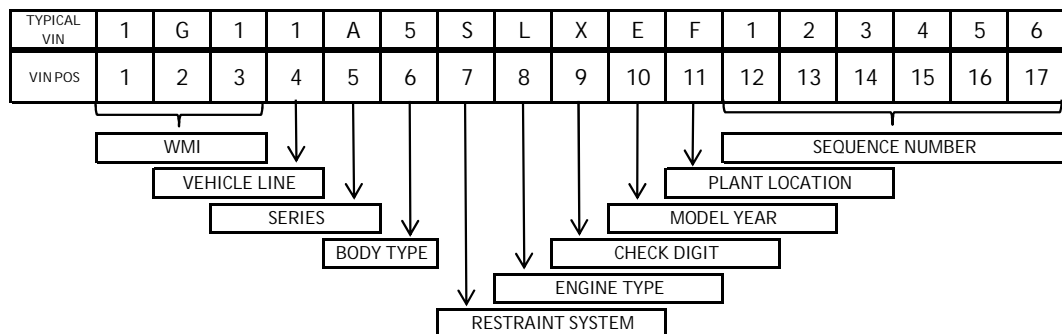 TYPICAL VIN 1 G 1 1 A 5 S L X E F 1 2 3 4 5 6
VIN POS 1 2 3 4 5 6 7 8 9 10 11 12 13 14 15 16 17
WMI SEQUENCE NUMBER
VEHICLE LINE PLANT LOCATION
SERIES MODEL YEAR
BODY TYPE CHECK DIGIT
ENGINE TYPE
RESTRAINT SYSTEM